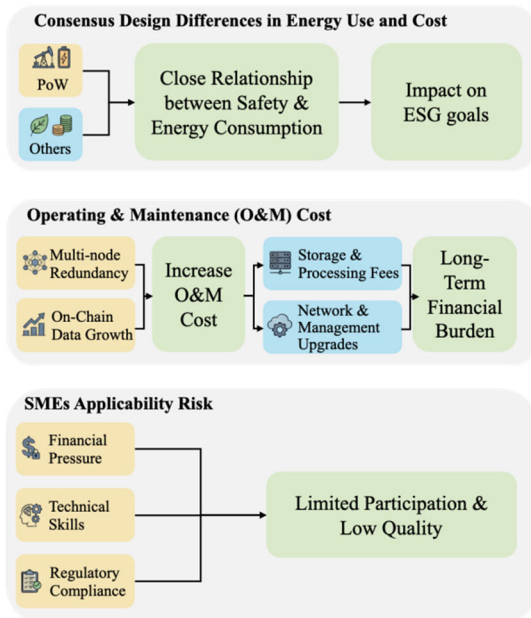 Consensus Design Differences in Energy Use and Cost
PoW
Others
Close Relationship
between Safety &
Energy Consumption
Impact on
ESG goals
Operating & Maintenance (O&M) Cost
Multi-node
Redundancy
On-Chain
Data Growth
Increase
O&M
Cost
Storage &
Processing Fees
Network &
Management
Upgrades
Long-
Term
Financial
Burden
SMEs Applicability Risk
Financial
Pressure
Technical
Skills
Regulatory
Compliance
Limited Participation &
Low Quality